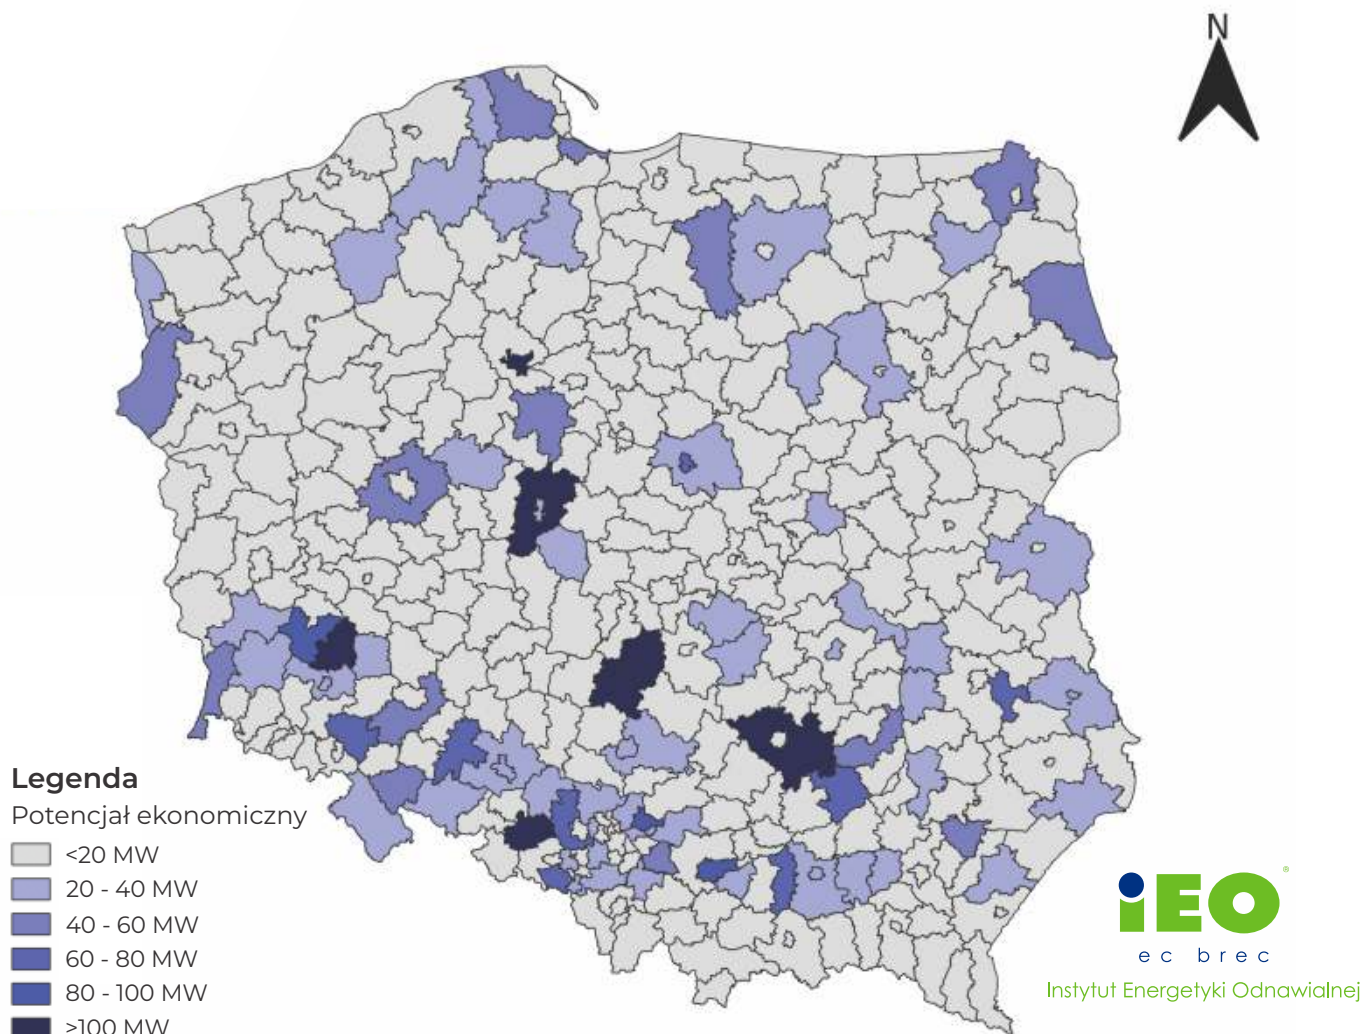 N
Legenda
Potencjał ekonomiczny
<20 MW
20 - 40 MW
40 - 60 MW
60 - 80 MW
80 - 100 MW
>100 MW
iEO®
ec brec
Instytut Energetyki Odnawialnej